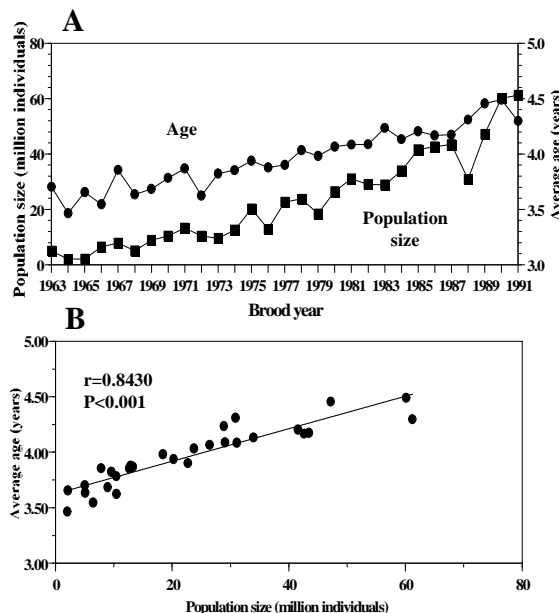 A
Population size (million individuals)
80
60
40
20
0
Age
Population
size
5.0
4.5
4.0
3.5
3.0
Average age (years)
1963 1965 1967 1969 1971 1973 1975 1977 1979 1981 1983 1985 1987 1989 1991
Brood year
B
Average age (years)
5.00
4.50
4.00
3.50
3.00
r=0.8430
P<0.001
0 20 40 60 80
Population size (million individuals)